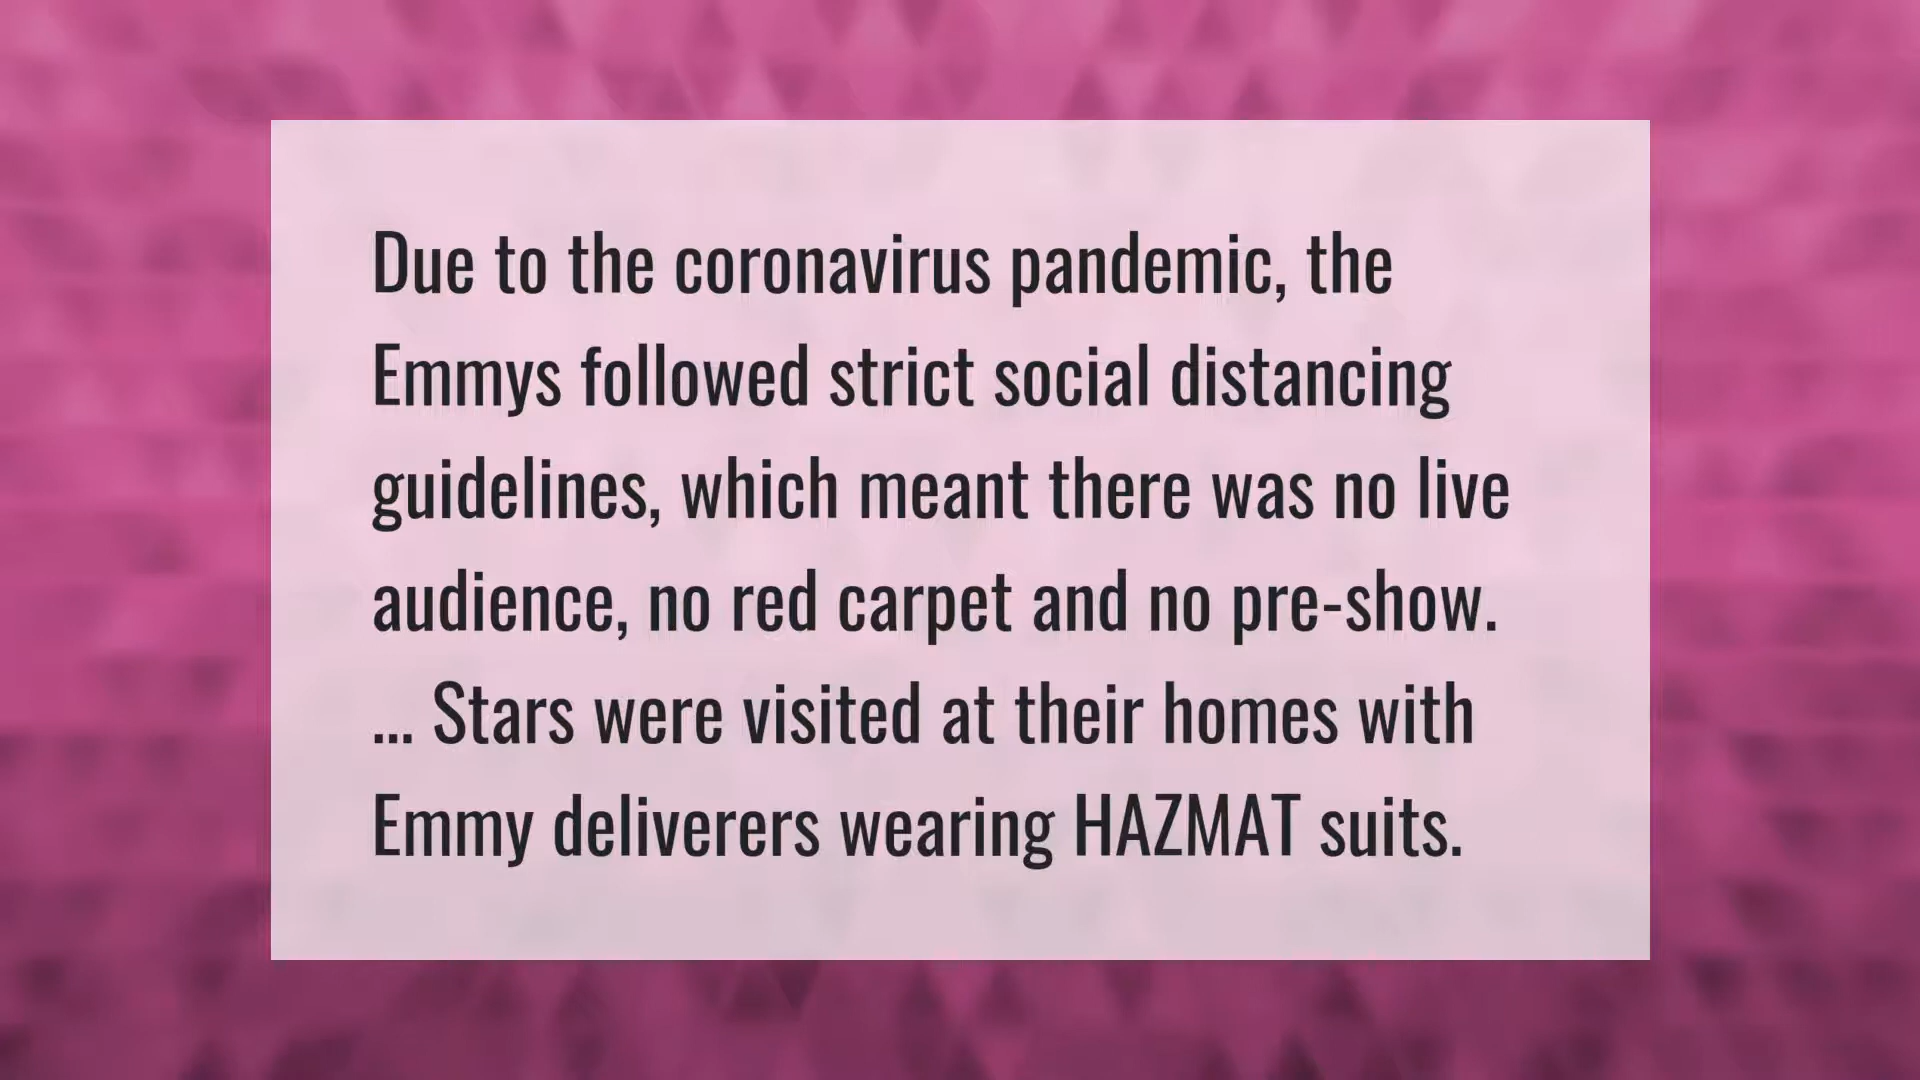 Due to the coronavirus pandemic, the
Emmys followed strict social distancing
guidelines, which meant there was no live
audience, no red carpet and no pre-show.
... Stars were visited at their homes with
Emmy deliverers wearing HAZMAT suits.